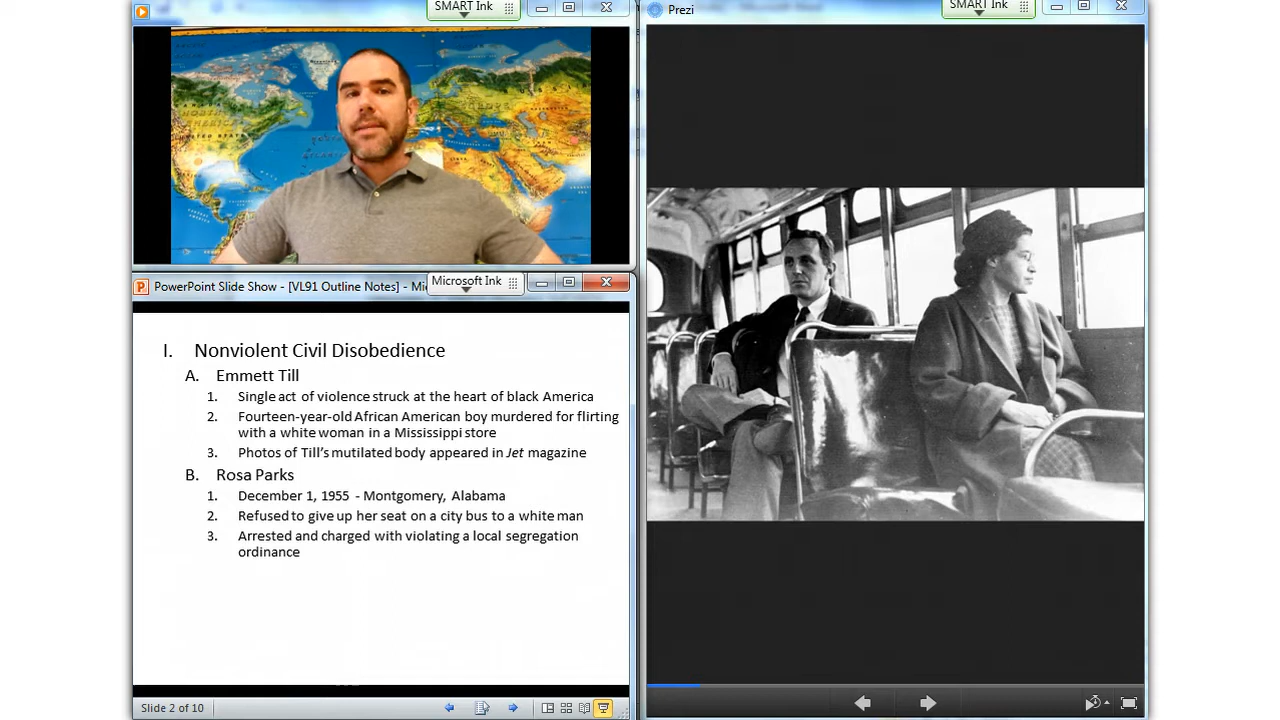 SMART Ink
Prezi
SMART Ink
PowerPoint Slide Show - [VL91 Outline Notes] - Mi
Microsoft Ink
I. Nonviolent Civil Disobedience
A. Emmett Till
1. Single act of violence struck at the heart of black America
2. Fourteen-year-old African American boy murdered for flirting
with a white woman in a Mississippi store
3. Photos of Till's mutilated body appeared in Jet magazine
B. Rosa Parks
1. December 1, 1955 - Montgomery, Alabama
2. Refused to give up her seat on a city bus to a white man
3. Arrested and charged with violating a local segregation
ordinance
Slide 2 of 10